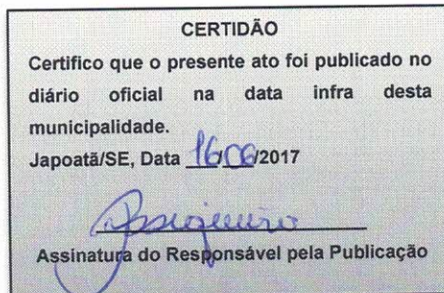 CERTIDÃO
Certifico que o presente ato foi publicado no
diário oficial na data infra desta
municipalidade.
Japoatã/SE, Data 16/06/2017
Assinatura do Responsável pela Publicação